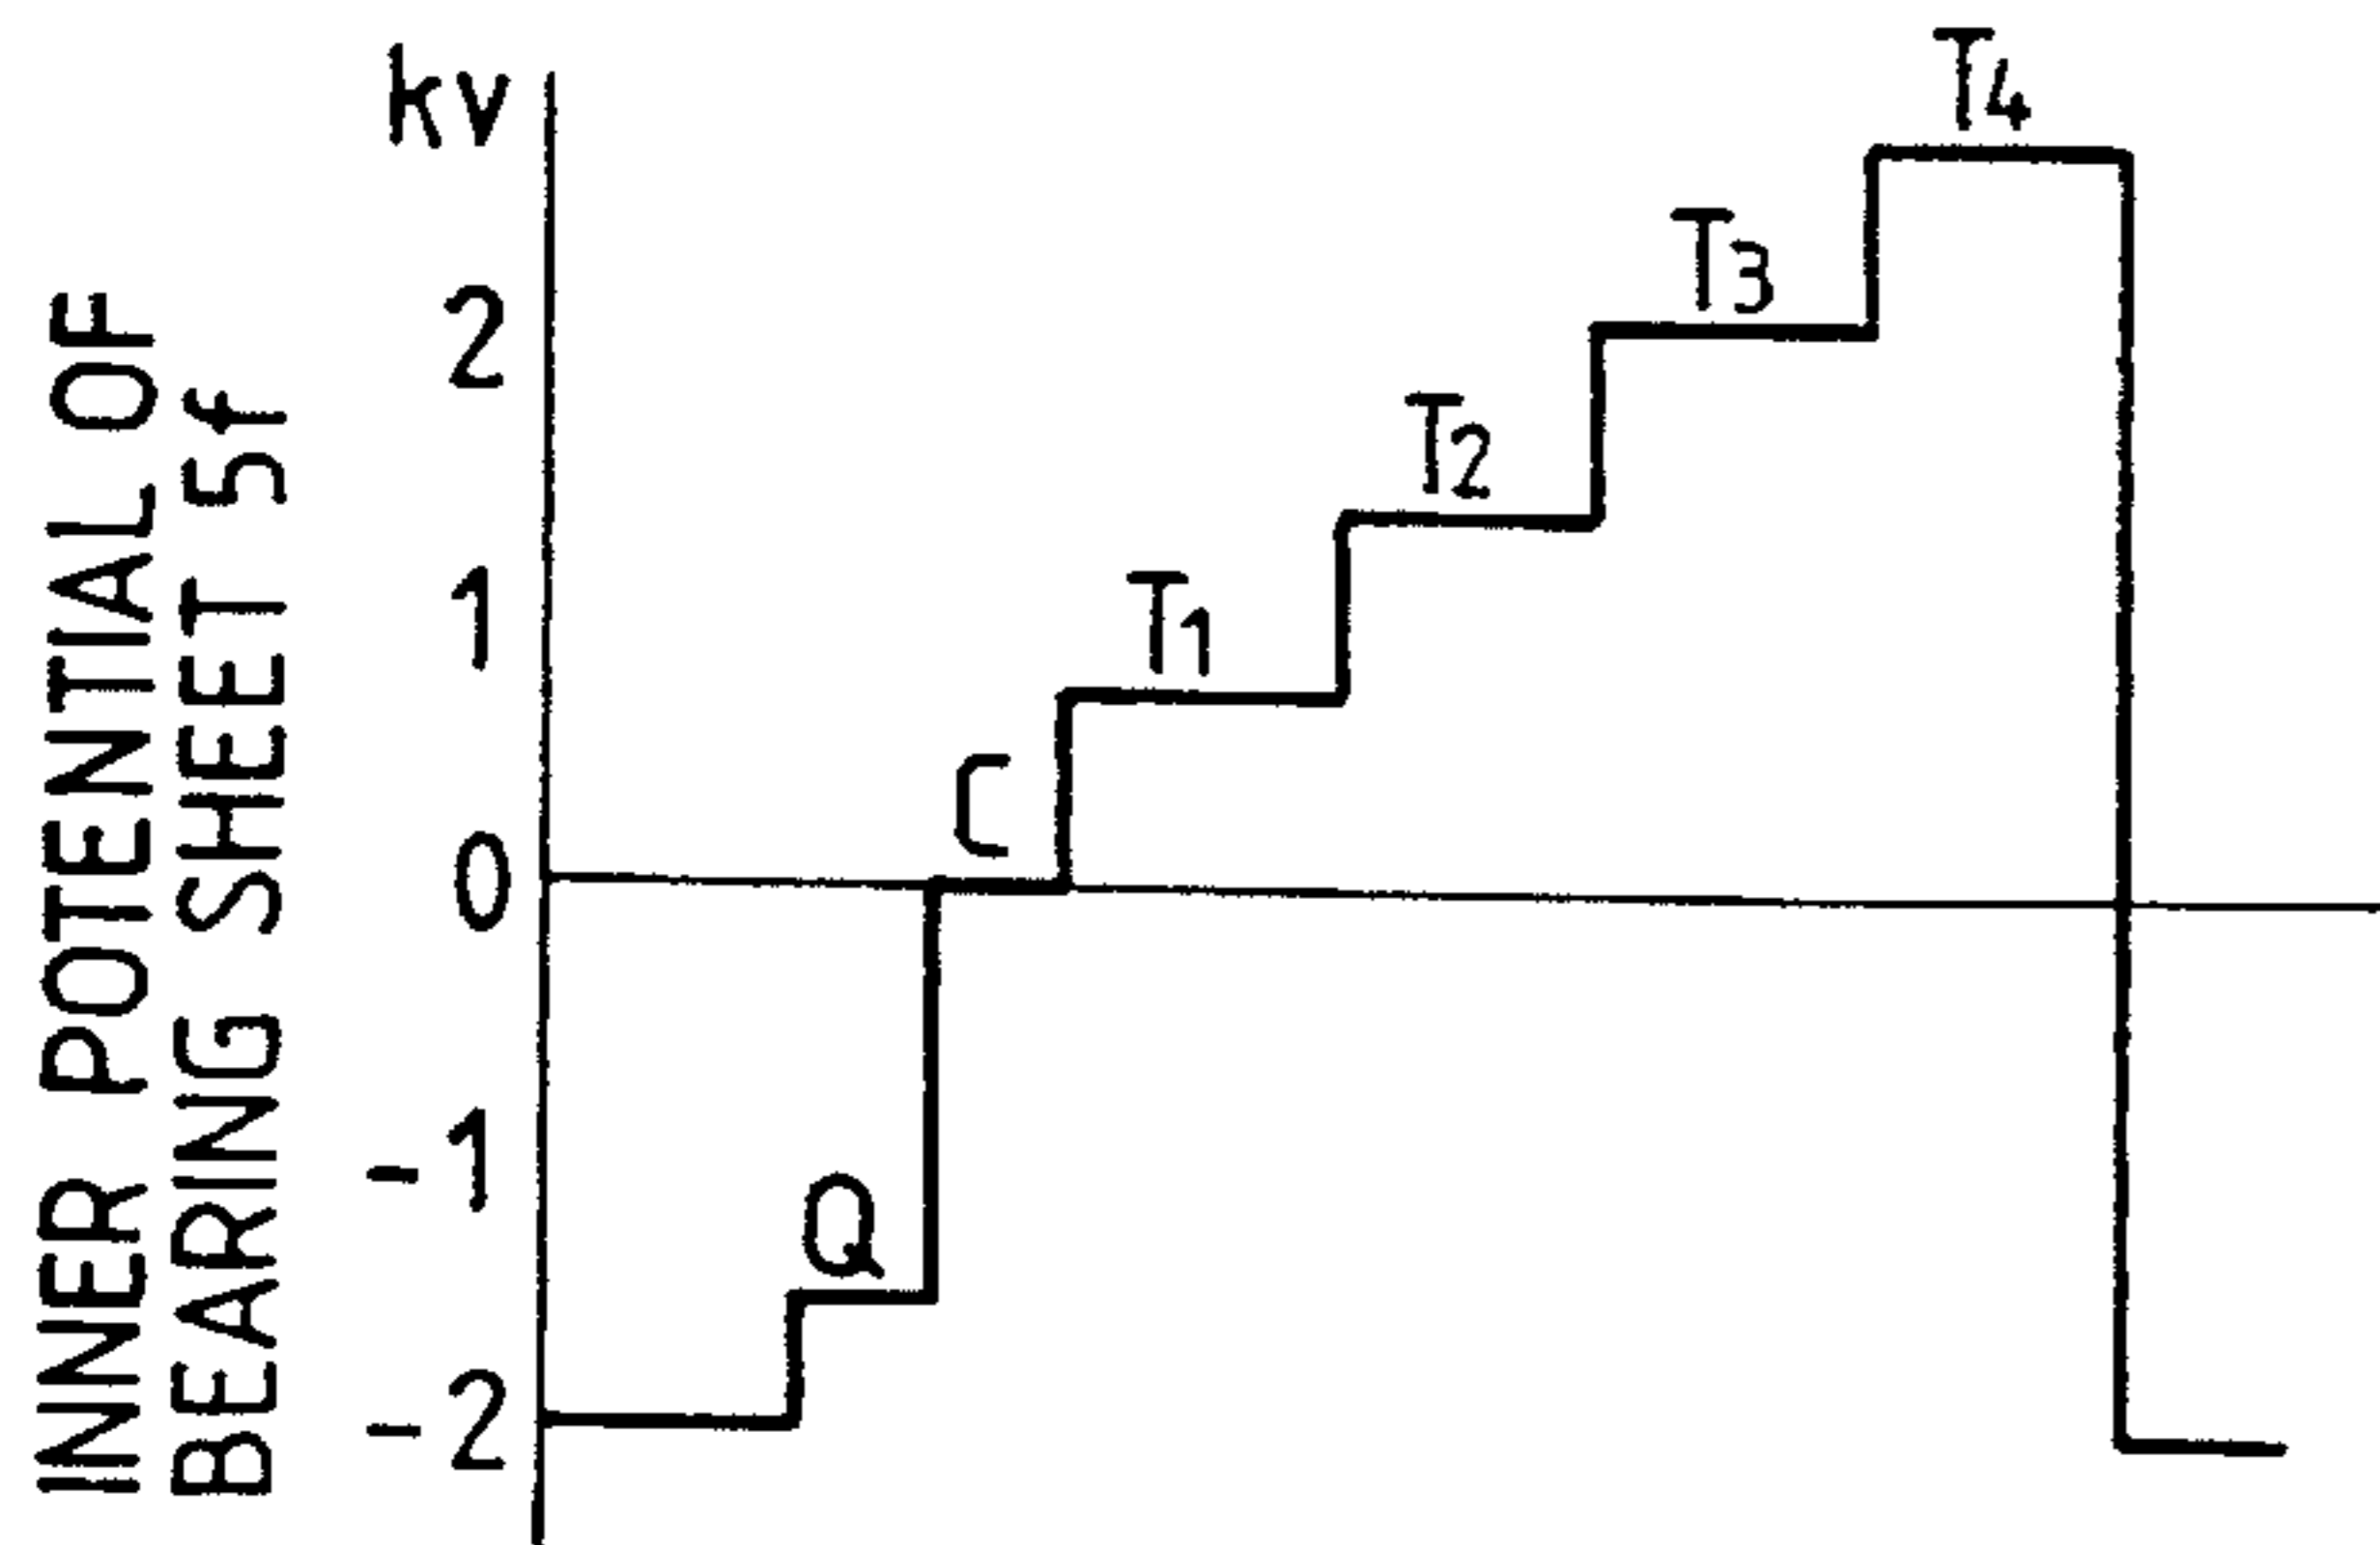 INNER POTENTIAL OF
BEARING SHEET 5f
kv
2
1
0
-1
-2
Q
C
T1
T2
T3
T4